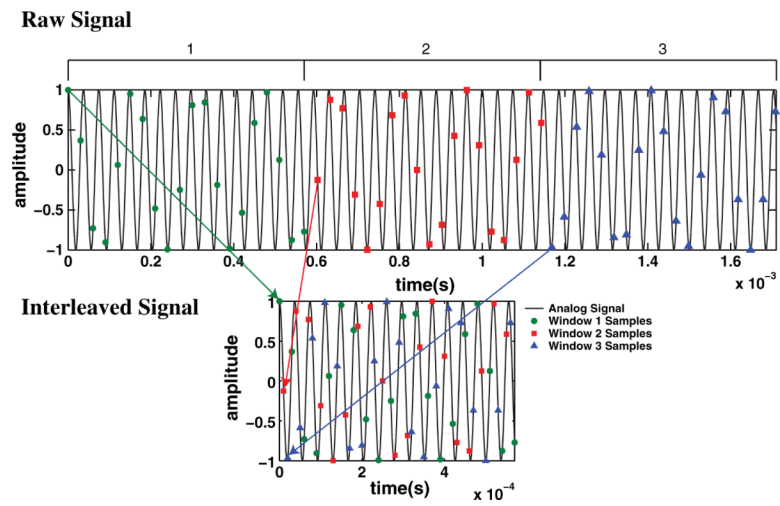 Raw Signal
1 2 3
1
0.5
0
−0.5
−1
amplitude
0 0.2 0.4 0.6 0.8 1 1.2 1.4 1.6
time(s)
x 10⁻³
Interleaved Signal
1
0.5
0
−0.5
−1
amplitude
0 2 4
time(s)
x 10⁻⁴
Analog Signal
Window 1 Samples
Window 2 Samples
Window 3 Samples